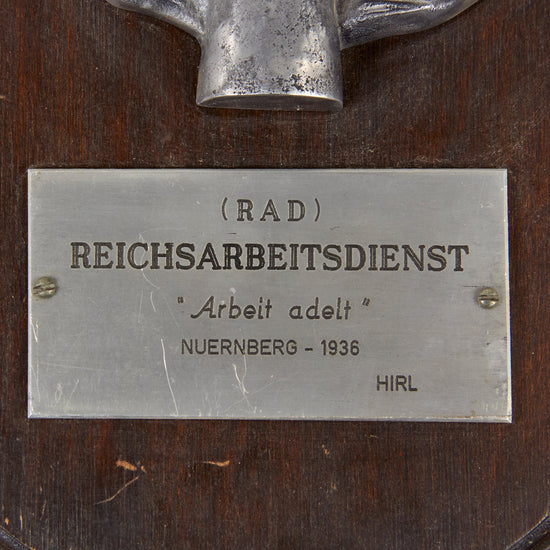 (RAD)
REICHSARBEITSDIENST
"Arbeit adelt"
NUERNBERG - 1936
HIRL